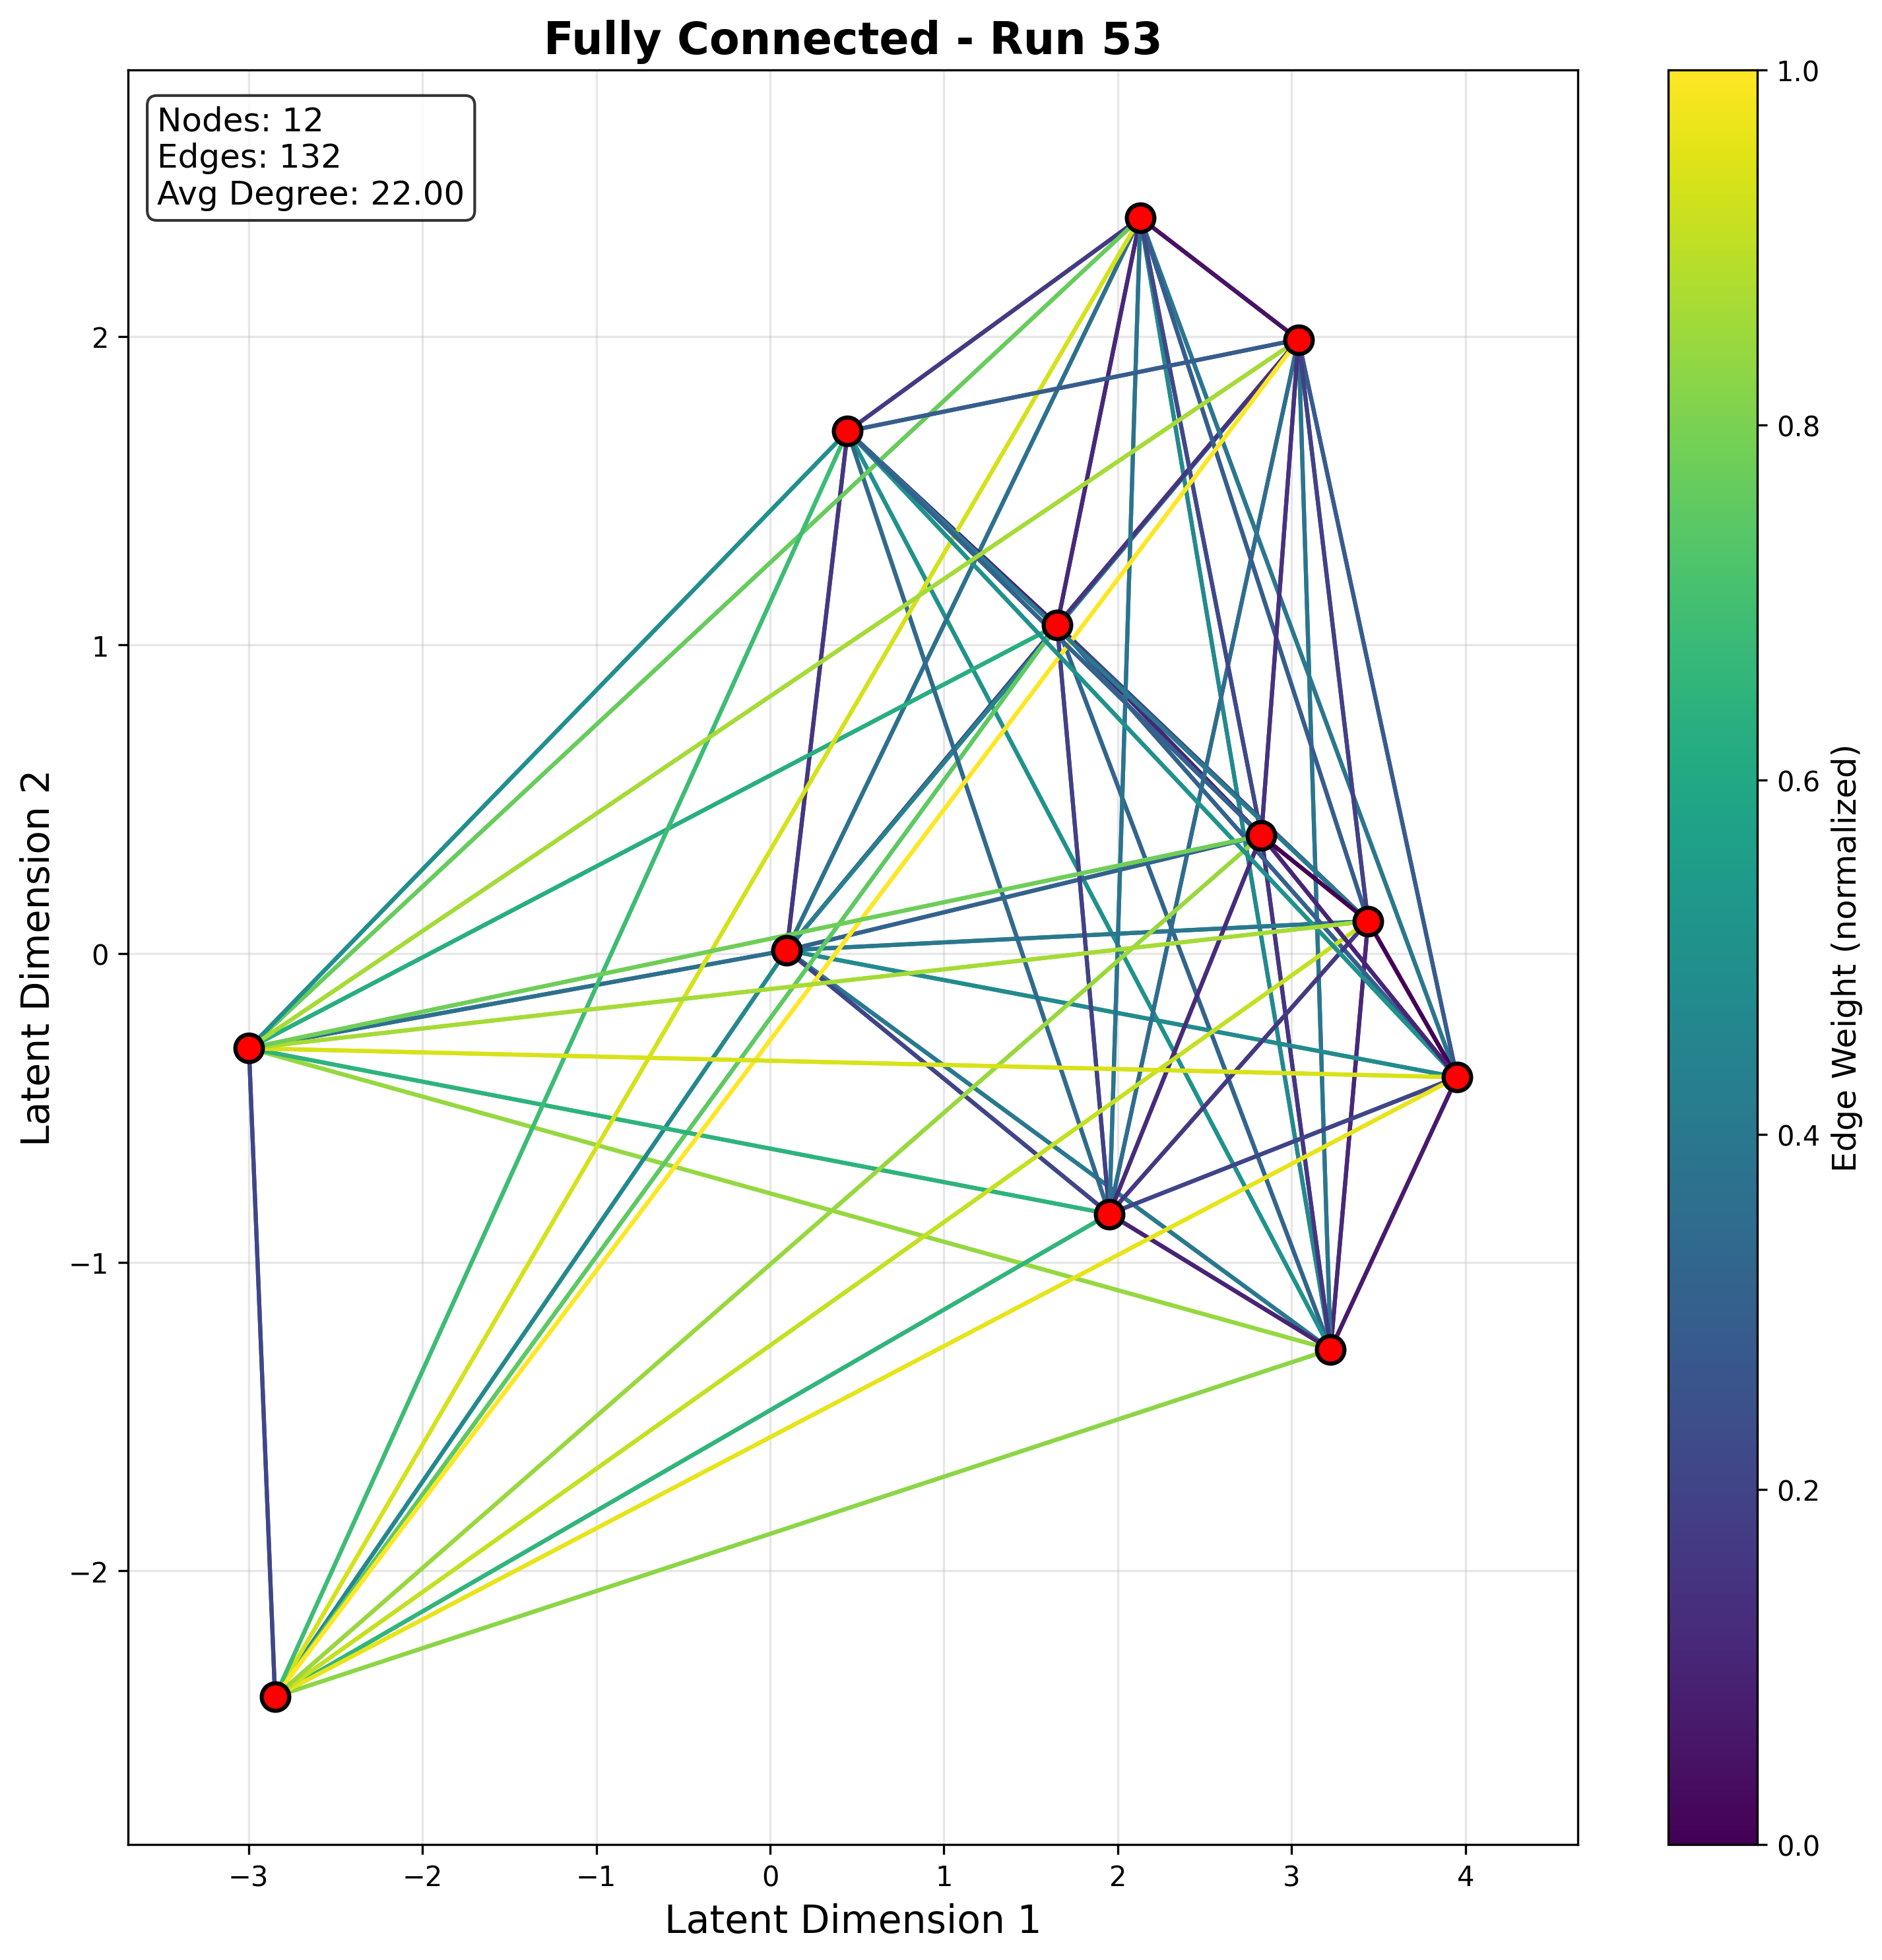 Fully Connected - Run 53
Nodes: 12
Edges: 132
Avg Degree: 22.00
Latent Dimension 2
2
1
0
−1
−2
−3
−2
−1
0
1
2
3
4
Latent Dimension 1
1.0
0.8
0.6
0.4
0.2
0.0
Edge Weight (normalized)